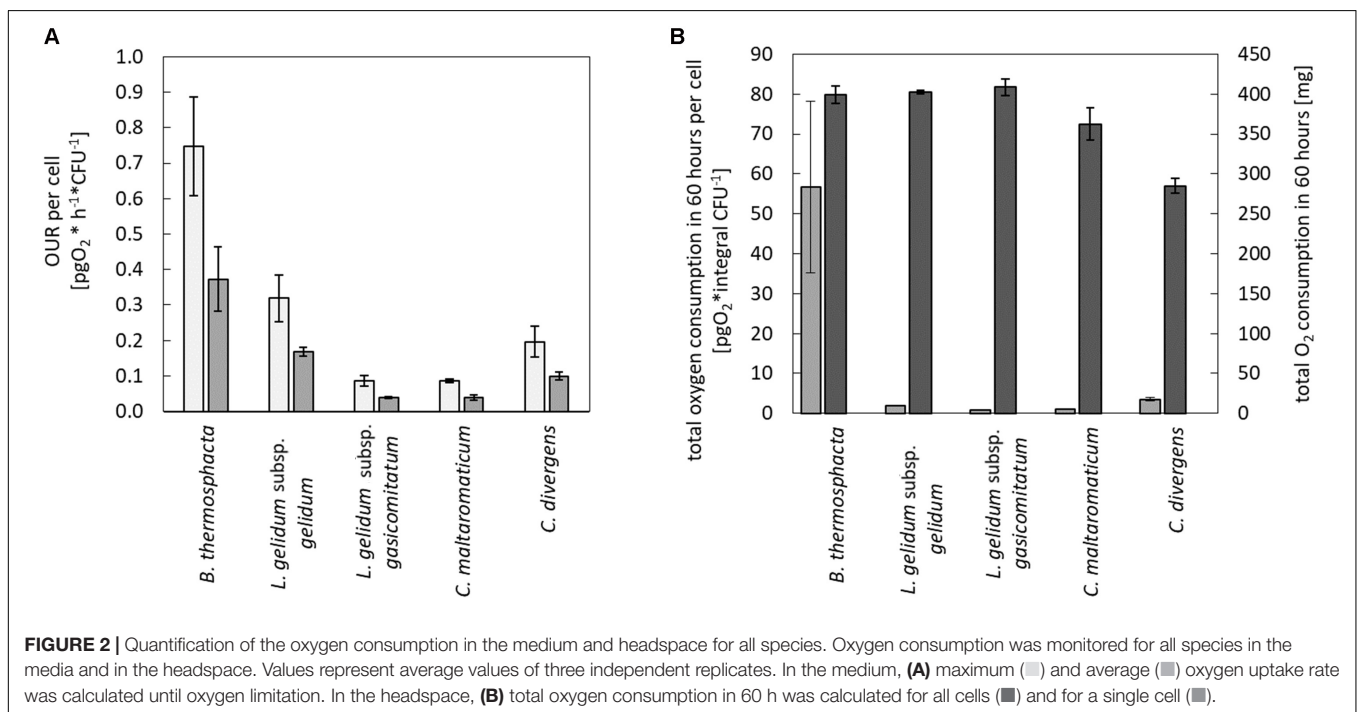 A
OUR per cell
[pgO2 * h-1*CFU-1]
1.0
0.9
0.8
0.7
0.6
0.5
0.4
0.3
0.2
0.1
0.0
B. thermosphacta
L. gelidum subsp.
gelidum
L. gelidum subsp.
gasicomitatum
C. maltaromaticum
C. divergens
B
total oxygen consumption in 60 hours per cell
[pgO2*integral CFU-1]
90
80
70
60
50
40
30
20
10
0
450
400
350
300
250
200
150
100
50
0
total O2 consumption in 60 hours [mg]
B. thermosphacta
L. gelidum subsp.
gelidum
L. gelidum subsp.
gasicomitatum
C. maltaromaticum
C. divergens
FIGURE 2 | Quantification of the oxygen consumption in the medium and headspace for all species. Oxygen consumption was monitored for all species in the
media and in the headspace. Values represent average values of three independent replicates. In the medium, (A) maximum (■) and average (■) oxygen uptake rate
was calculated until oxygen limitation. In the headspace, (B) total oxygen consumption in 60 h was calculated for all cells (■) and for a single cell (■).